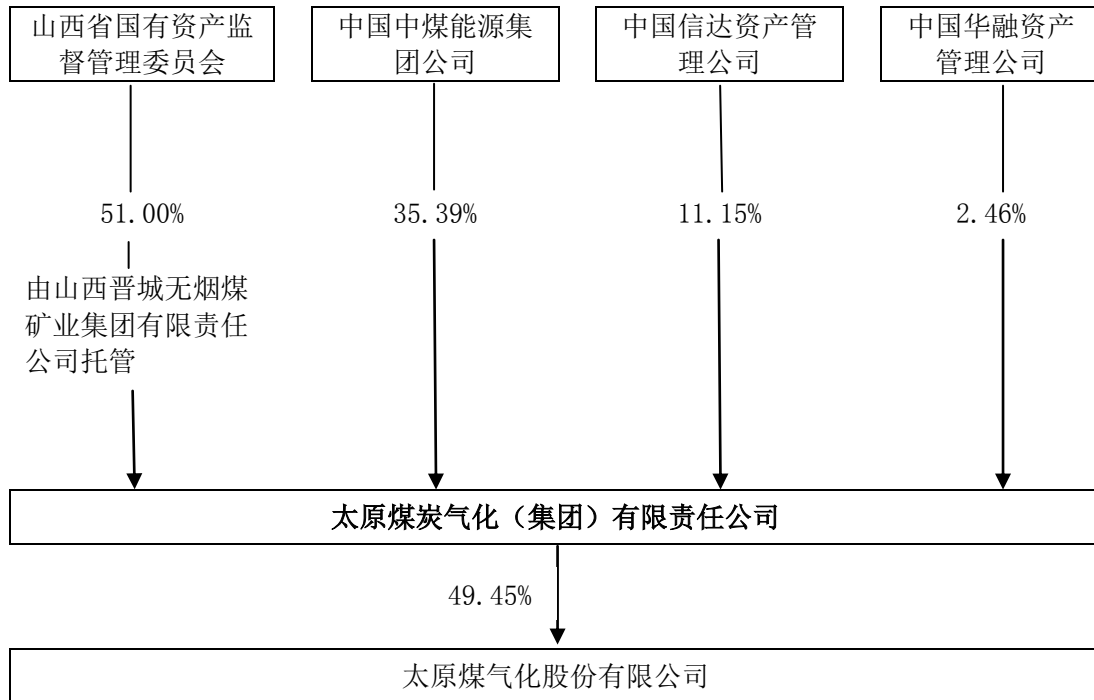 山西省国有资产监
督管理委员会
中国中煤能源集
团公司
中国信达资产管
理公司
中国华融资产
管理公司
51.00%
35.39%
11.15%
2.46%
由山西晋城无烟煤
矿业集团有限责任
公司托管
太原煤炭气化（集团）有限责任公司
49.45%
太原煤气化股份有限公司